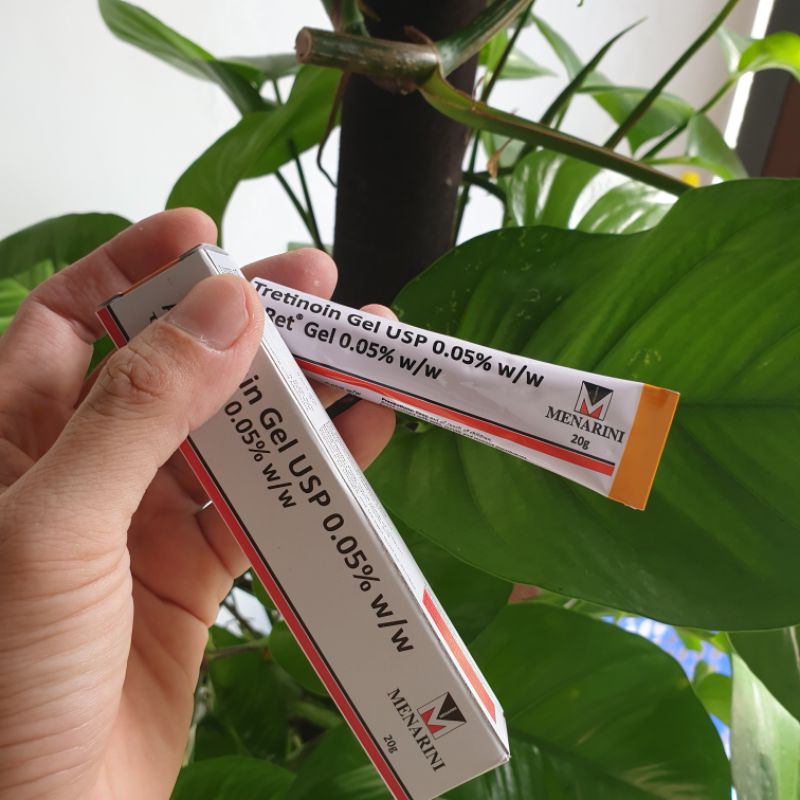 Tretinoin Gel USP 0.05% w/w
Ret® Gel 0.05% w/w
MENARINI
20g
in Gel USP 0.05% w/w
0.05% w/w
MENARINI
20g